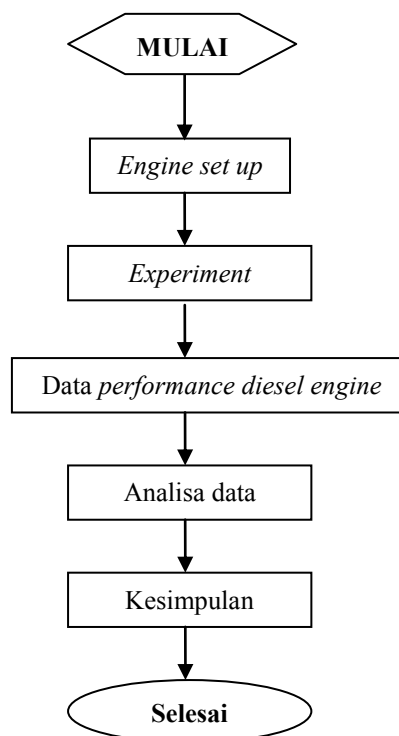 MULAI
Engine set up
Experiment
Data performance diesel engine
Analisa data
Kesimpulan
Selesai